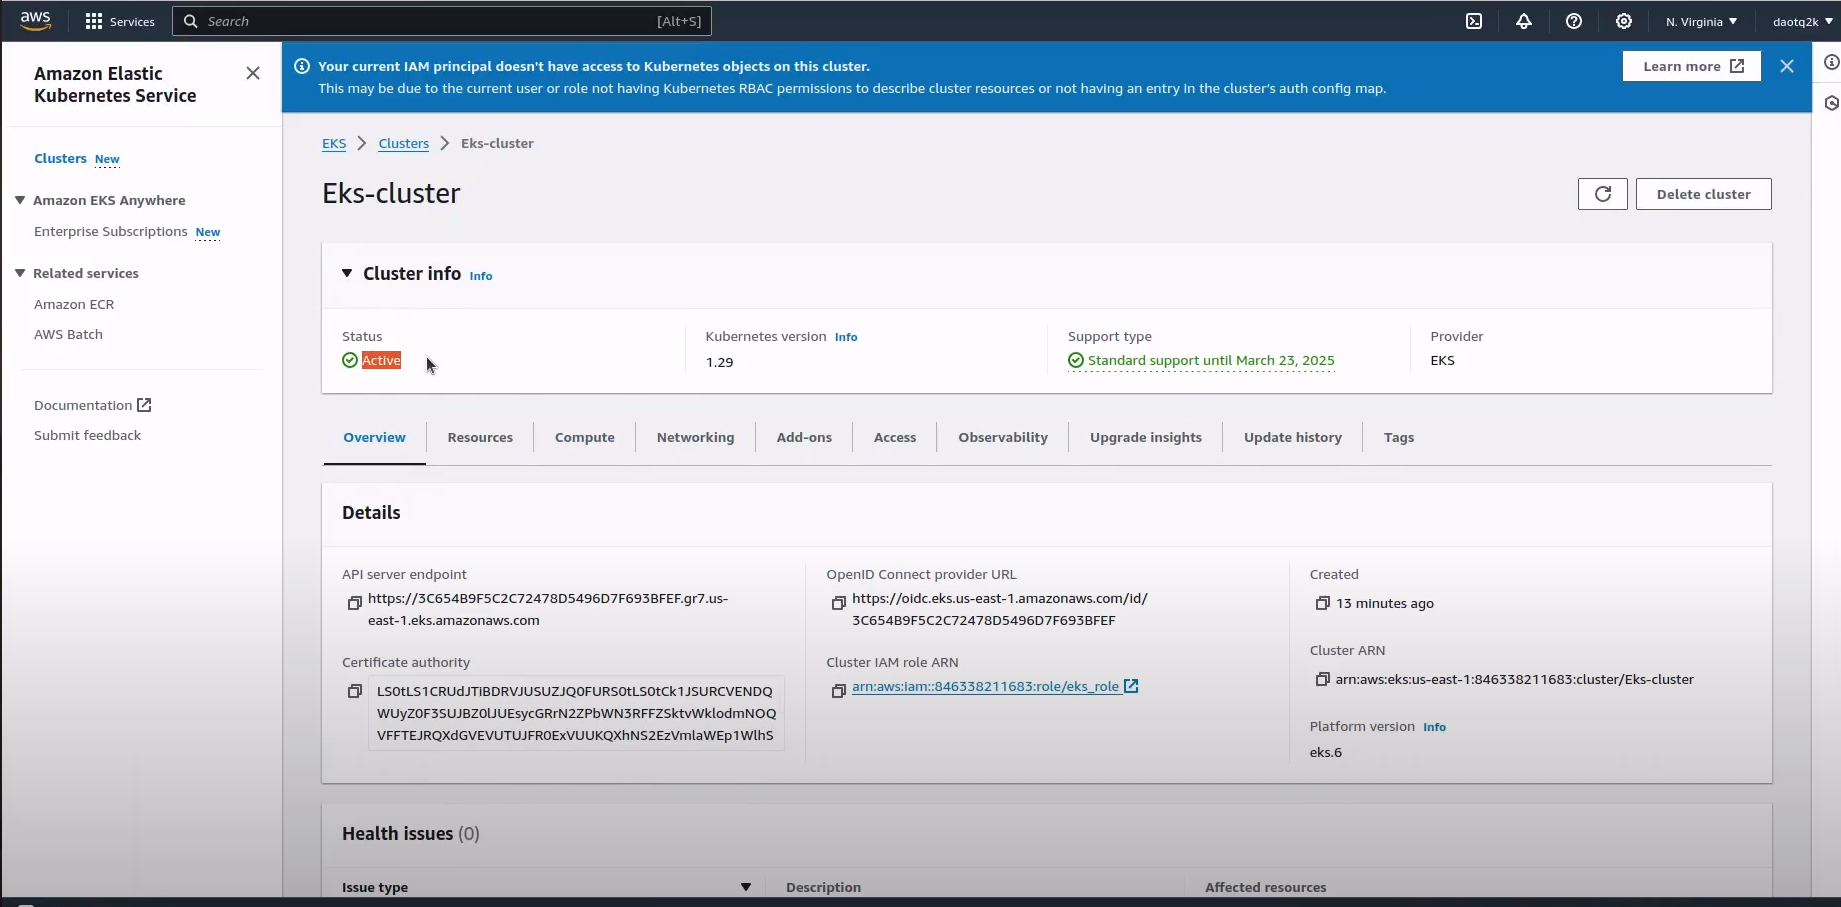 aws
Services
Search
[Alt+S]
N. Virginia
daotq2k
Amazon Elastic
Kubernetes Service
Clusters New
Amazon EKS Anywhere
Enterprise Subscriptions New
Related services
Amazon ECR
AWS Batch
Documentation
Submit feedback
Your current IAM principal doesn't have access to Kubernetes objects on this cluster.
This may be due to the current user or role not having Kubernetes RBAC permissions to describe cluster resources or not having an entry in the cluster's auth config map.
Learn more
EKS
Clusters
Eks-cluster
Eks-cluster
Delete cluster
Cluster info Info
Status
Active
Kubernetes version Info
1.29
Support type
Standard support until March 23, 2025
Provider
EKS
Overview
Resources
Compute
Networking
Add-ons
Access
Observability
Upgrade insights
Update history
Tags
Details
API server endpoint
https://3C654B9F5C2C72478D5496D7F693BFEF.gr7.us-
east-1.eks.amazonaws.com
Certificate authority
LS0tLS1CRUdJTiBDRVJUSUZJQ0FURS0tLS0tCk1JSURCVENDQ
WUyZ0F3SUJBZ0lJUEsycGRrN2ZPbWN3RFFZSktvWklodmNOQ
VFFTEJRQXdGVEVUTUJFR0ExVUUKQXhNS2EzVmlaWEp1WlhS
OpenID Connect provider URL
https://oidc.eks.us-east-1.amazonaws.com/id/
3C654B9F5C2C72478D5496D7F693BFEF
Cluster IAM role ARN
arn:aws:iam::846338211683:role/eks_role
Created
13 minutes ago
Cluster ARN
arn:aws:eks:us-east-1:846338211683:cluster/Eks-cluster
Platform version Info
eks.6
Health issues (0)
Issue type
Description
Affected resources